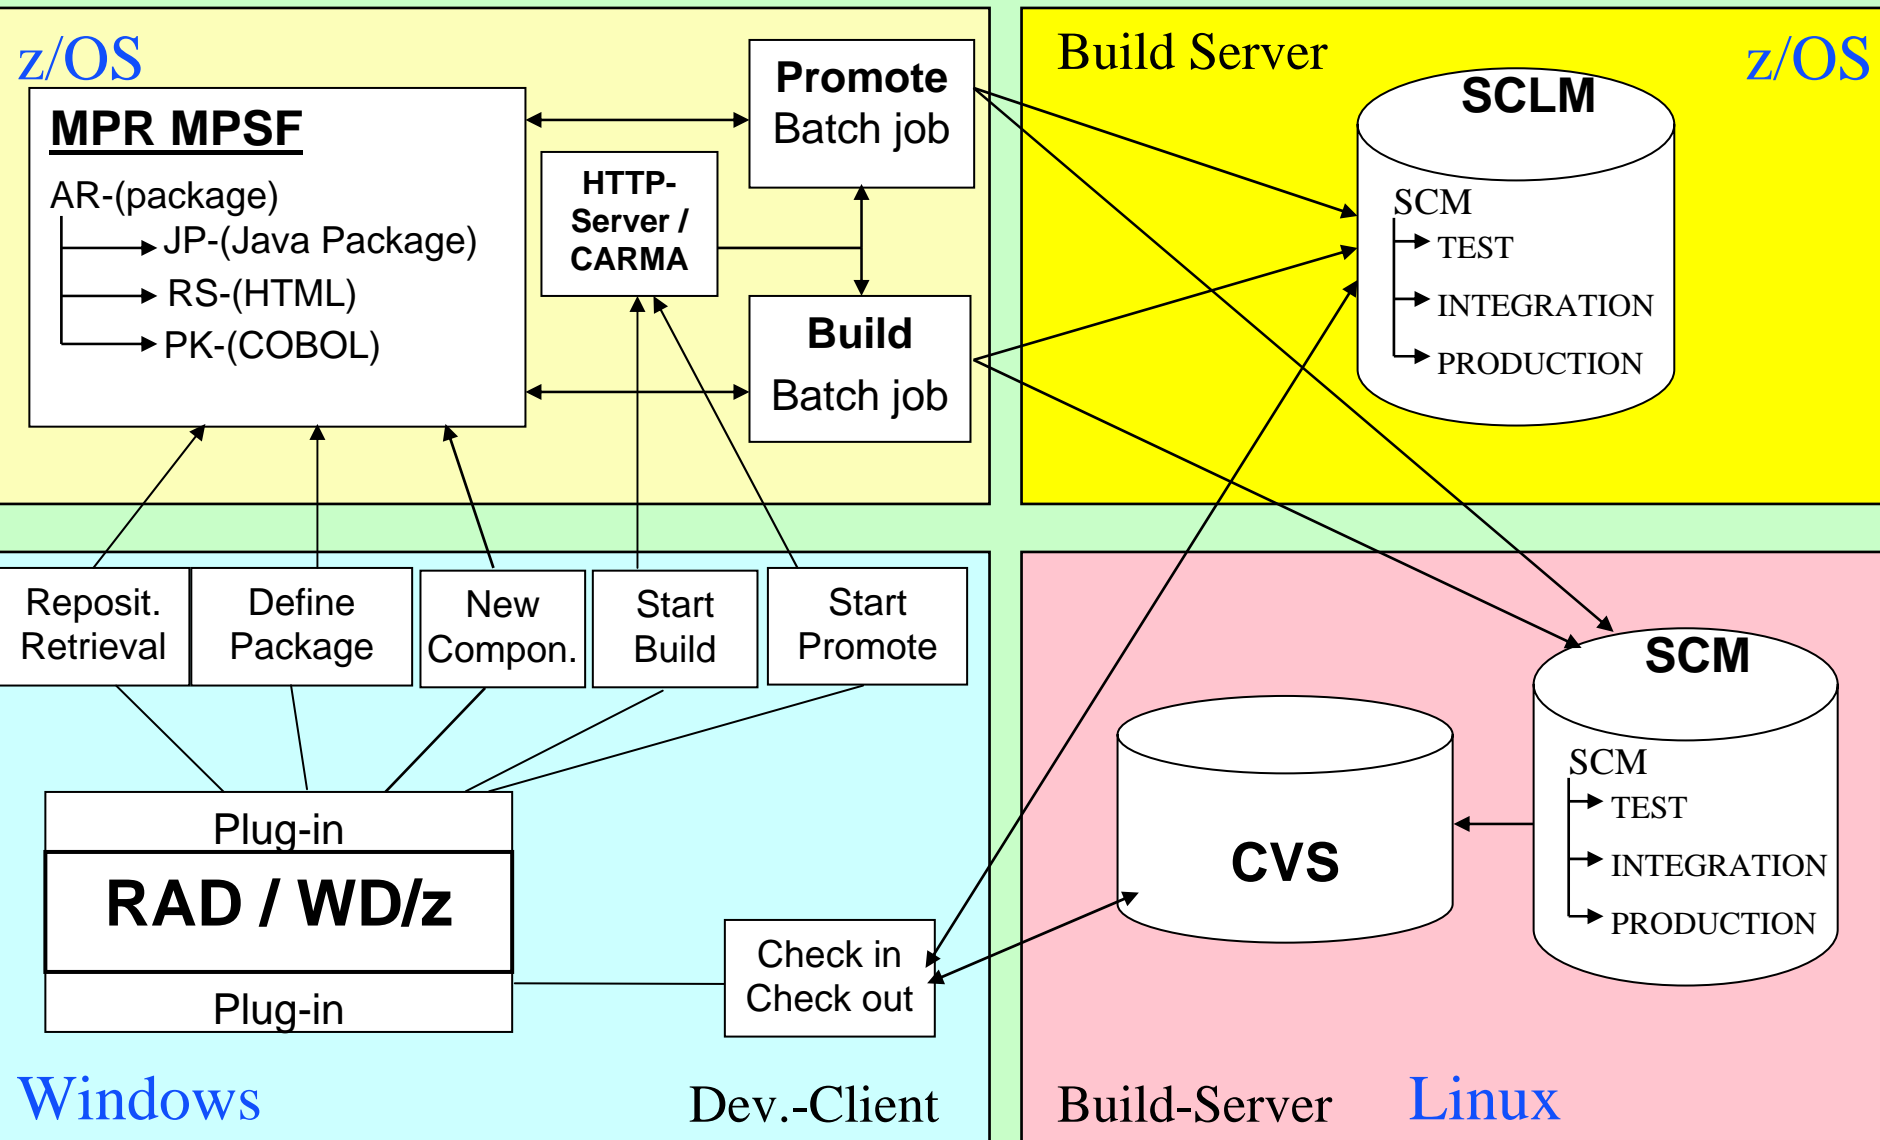 z/OS
MPR MPSF
AR-(package)
JP-(Java Package)
RS-(HTML)
PK-(COBOL)
HTTP-
Server /
CARMA
Promote
Batch job
Build
Batch job
Build Server
z/OS
SCLM
SCM
TEST
INTEGRATION
PRODUCTION
Reposit.
Retrieval
Define
Package
New
Compon.
Start
Build
Start
Promote
Plug-in
RAD / WD/z
Plug-in
Check in
Check out
Windows
Dev.-Client
SCM
SCM
TEST
INTEGRATION
PRODUCTION
CVS
Build-Server
Linux